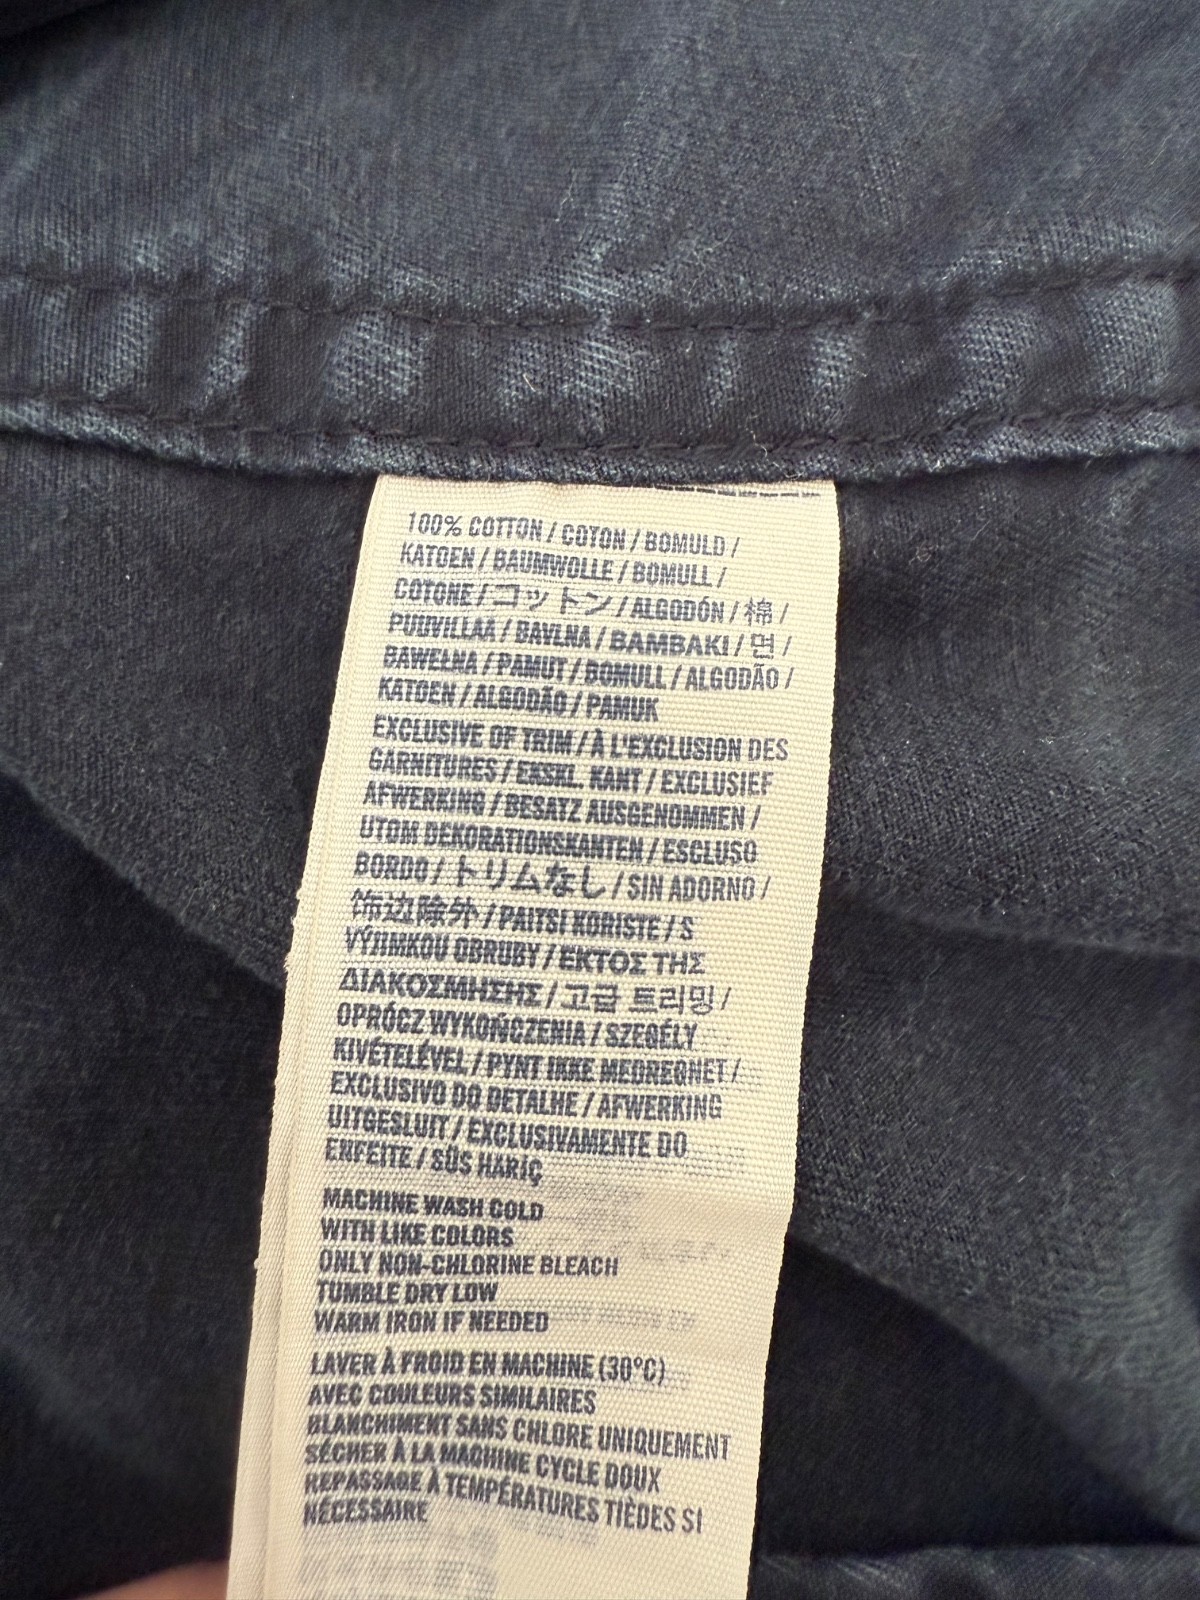 100% COTTON / COTON / BOMULD /
KATOEN / BAUMWOLLE / BOMULL /
COTONE / コットン / ALGODÓN / 棉 /
PUUVILLAA / BAVLNA / BAMBAKI / 면 /
BAWEŁNA / PAMUT / BOMULL / ALGODÃO /
KATOEN / ALGODÃO / PAMUK
EXCLUSIVE OF TRIM / À L'EXCLUSION DES
GARNITURES / EKSKL. KANT / EXCLUSIEF
AFWERKING / BESATZ AUSGENOMMEN /
UTOM DEKORATIONSKANTEN / ESCLUSO
BORDO / トリムなし / SIN ADORNO /
饰边除外 / PAITSI KORISTE / S
VÝJIMKOU OBRUBY / ΕΚΤΟΣ ΤΗΣ
ΔΙΑΚΟΣΜΗΣΗΣ / 고급 트리밍 /
OPRÓCZ WYKOŃCZENIA / SZEGÉLY
KIVÉTELÉVEL / PYNT IKKE MEDREGNET /
EXCLUSIVO DO DETALHE / AFWERKING
UITGESLUIT / EXCLUSIVAMENTE DO
ENFEITE / SÜS HARİÇ
MACHINE WASH COLD
WITH LIKE COLORS
ONLY NON-CHLORINE BLEACH
TUMBLE DRY LOW
WARM IRON IF NEEDED
LAVER À FROID EN MACHINE (30°C)
AVEC COULEURS SIMILAIRES
BLANCHIMENT SANS CHLORE UNIQUEMENT
SÉCHER À LA MACHINE CYCLE DOUX
REPASSAGE À TEMPÉRATURES TIÈDES SI
NÉCESSAIRE